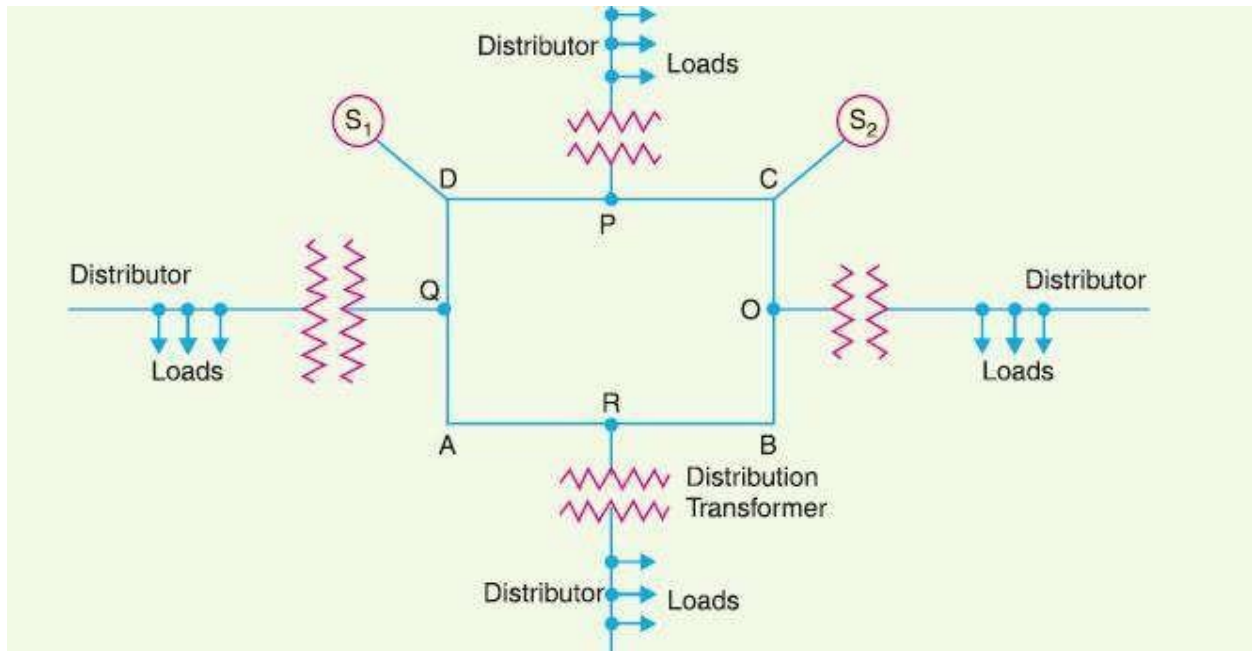 Distributor
Loads
S1
S2
D
C
P
Distributor
Distributor
Q
O
Loads
Loads
R
A
B
Distribution
Transformer
Distributor
Loads